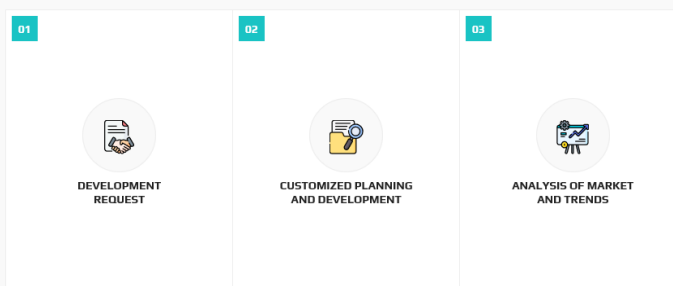 01
DEVELOPMENT
REQUEST
02
CUSTOMIZED PLANNING
AND DEVELOPMENT
03
ANALYSIS OF MARKET
AND TRENDS